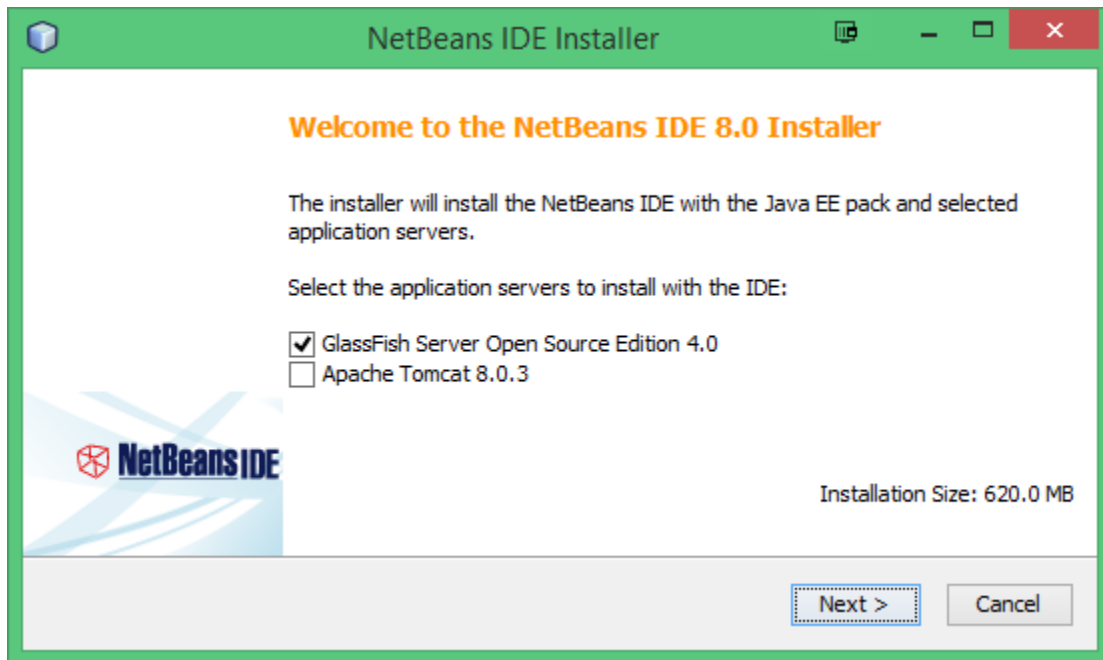 NetBeans IDE Installer
Welcome to the NetBeans IDE 8.0 Installer
The installer will install the NetBeans IDE with the Java EE pack and selected
application servers.
Select the application servers to install with the IDE:
GlassFish Server Open Source Edition 4.0
Apache Tomcat 8.0.3
NetBeans IDE
Installation Size: 620.0 MB
Next >
Cancel